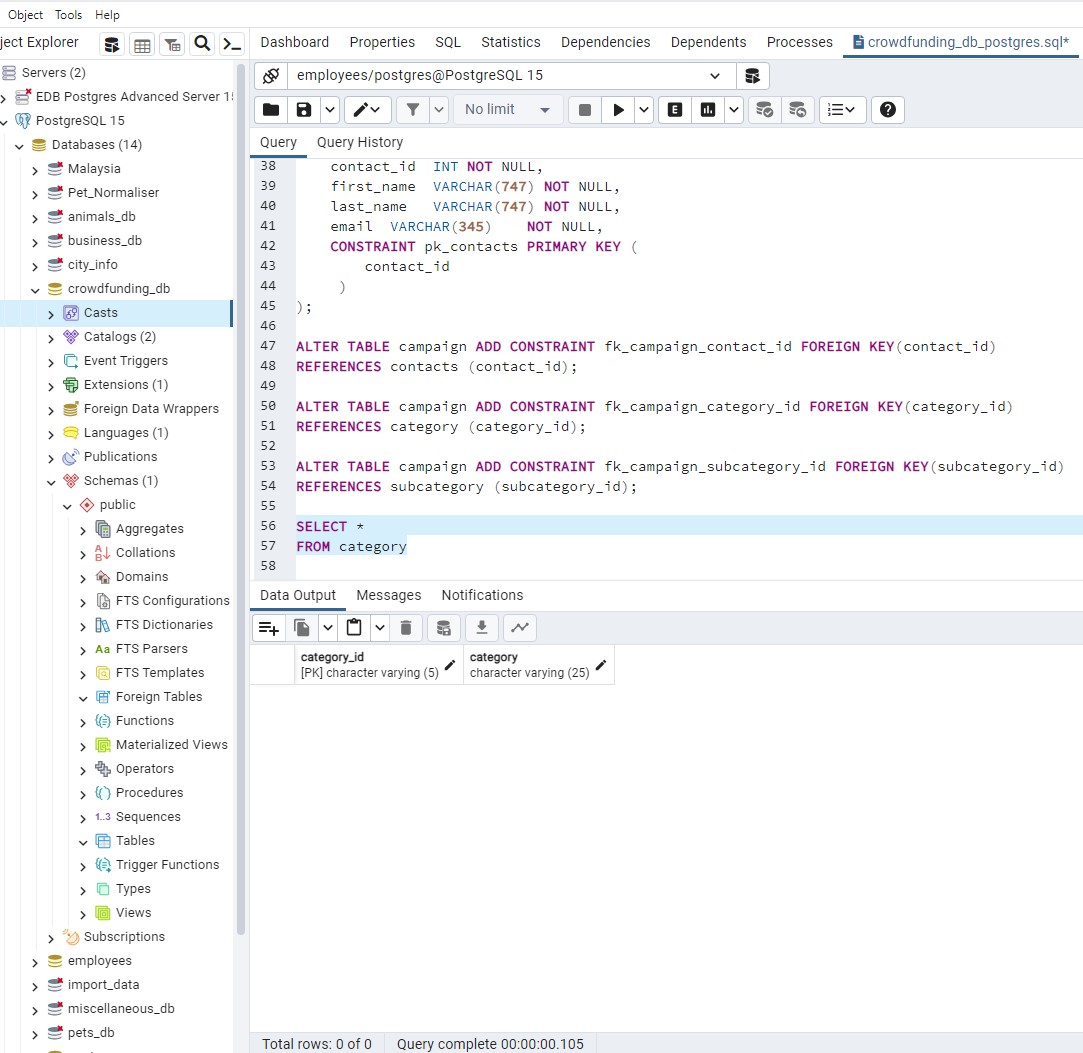 Object Tools Help
ject Explorer
Dashboard Properties SQL Statistics Dependencies Dependents Processes crowdfunding_db_postgres.sql*
Servers (2)
EDB Postgres Advanced Server 15
PostgreSQL 15
Databases (14)
Malaysia
Pet_Normaliser
animals_db
business_db
city_info
crowdfunding_db
Casts
Catalogs (2)
Event Triggers
Extensions (1)
Foreign Data Wrappers
Languages (1)
Publications
Schemas (1)
public
Aggregates
Collations
Domains
FTS Configurations
FTS Dictionaries
Aa FTS Parsers
FTS Templates
Foreign Tables
Functions
Materialized Views
Operators
Procedures
1..3 Sequences
Tables
Trigger Functions
Types
Views
Subscriptions
employees
import_data
miscellaneous_db
pets_db
employees/postgres@PostgreSQL 15
No limit
E
Query Query History
38 contact_id INT NOT NULL,
39 first_name VARCHAR(747) NOT NULL,
40 last_name VARCHAR(747) NOT NULL,
41 email VARCHAR(345) NOT NULL,
42 CONSTRAINT pk_contacts PRIMARY KEY (
43 contact_id
44 )
45 );
46
47 ALTER TABLE campaign ADD CONSTRAINT fk_campaign_contact_id FOREIGN KEY(contact_id)
48 REFERENCES contacts (contact_id);
49
50 ALTER TABLE campaign ADD CONSTRAINT fk_campaign_category_id FOREIGN KEY(category_id)
51 REFERENCES category (category_id);
52
53 ALTER TABLE campaign ADD CONSTRAINT fk_campaign_subcategory_id FOREIGN KEY(subcategory_id)
54 REFERENCES subcategory (subcategory_id);
55
56 SELECT *
57 FROM category
58
Data Output Messages Notifications
category_id category
[PK] character varying (5) character varying (25)
Total rows: 0 of 0 Query complete 00:00:00.105